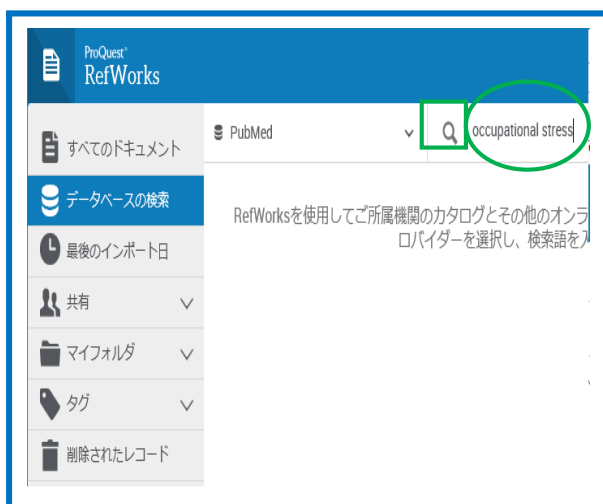 ProQuest®
RefWorks
すべてのドキュメント
PubMed
occupational stress
データベースの検索
RefWorksを使用してご所属機関のカタログとその他のオンラ
ロバイダーを選択し、検索語を入
最後のインポート日
共有
マイフォルダ
タグ
削除されたレコード